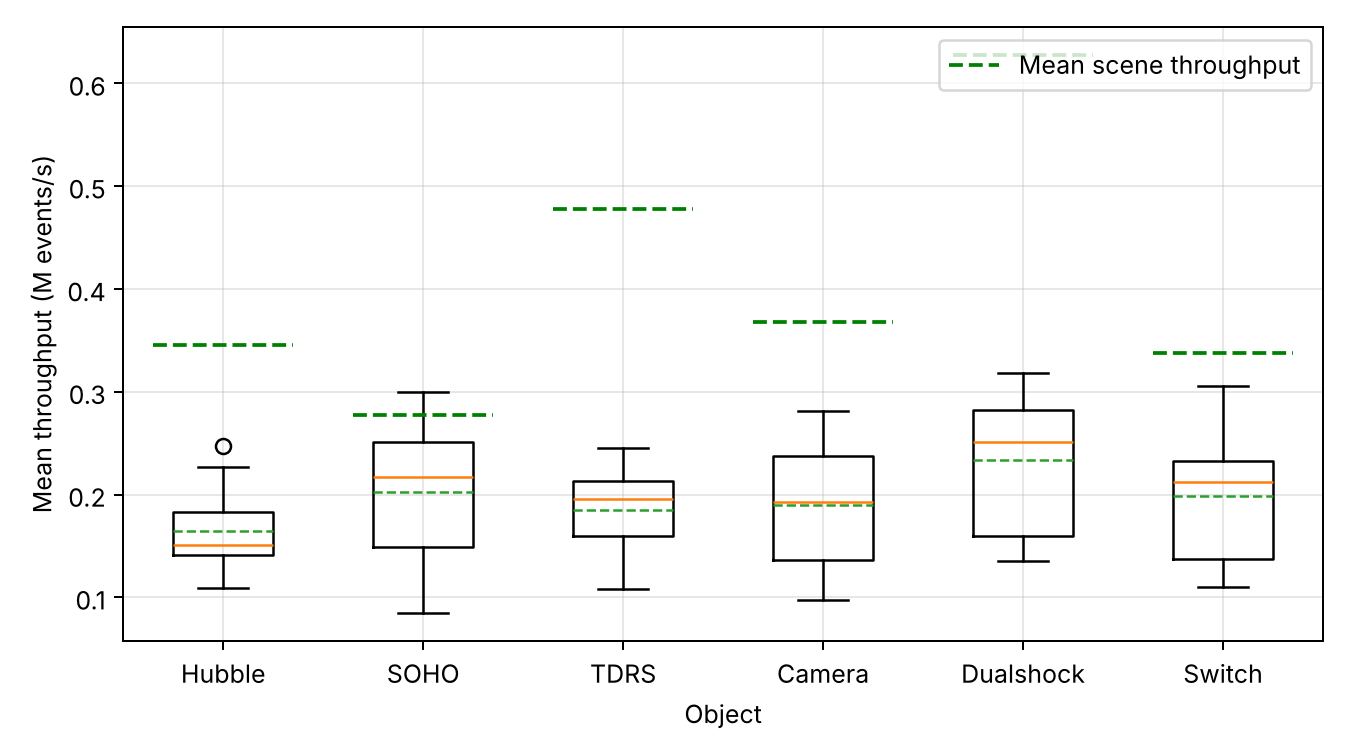 Mean scene throughput
Mean throughput (M events/s)
0.6
0.5
0.4
0.3
0.2
0.1
Hubble SOHO TDRS Camera Dualshock Switch
Object